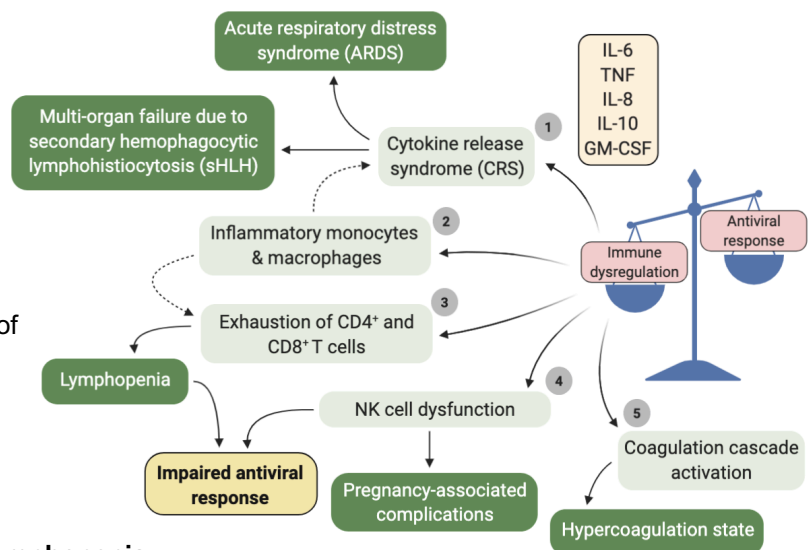 Acute respiratory distress
syndrome (ARDS)
IL-6
TNF
IL-8
IL-10
GM-CSF
Multi-organ failure due to
secondary hemophagocytic
lymphohistiocytosis (sHLH)
1
Cytokine release
syndrome (CRS)
2
Inflammatory monocytes
& macrophages
Antiviral
response
Immune
dysregulation
3
Exhaustion of CD4⁺ and
CD8⁺ T cells
of
Lymphopenia
4
NK cell dysfunction
5
Coagulation cascade
activation
Impaired antiviral
response
Pregnancy-associated
complications
Hypercoagulation state